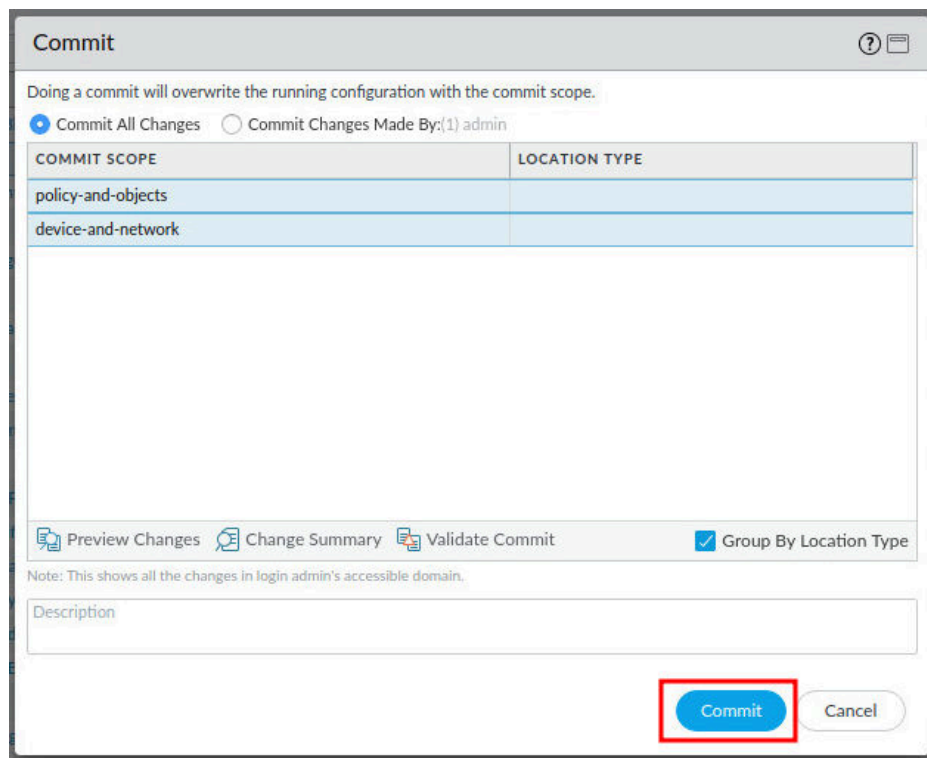 Commit
Doing a commit will overwrite the running configuration with the commit scope.
Commit All Changes Commit Changes Made By:(1) admin
COMMIT SCOPE LOCATION TYPE
policy-and-objects
device-and-network
Preview Changes Change Summary Validate Commit Group By Location Type
Note: This shows all the changes in login admin's accessible domain.
Description
Commit Cancel